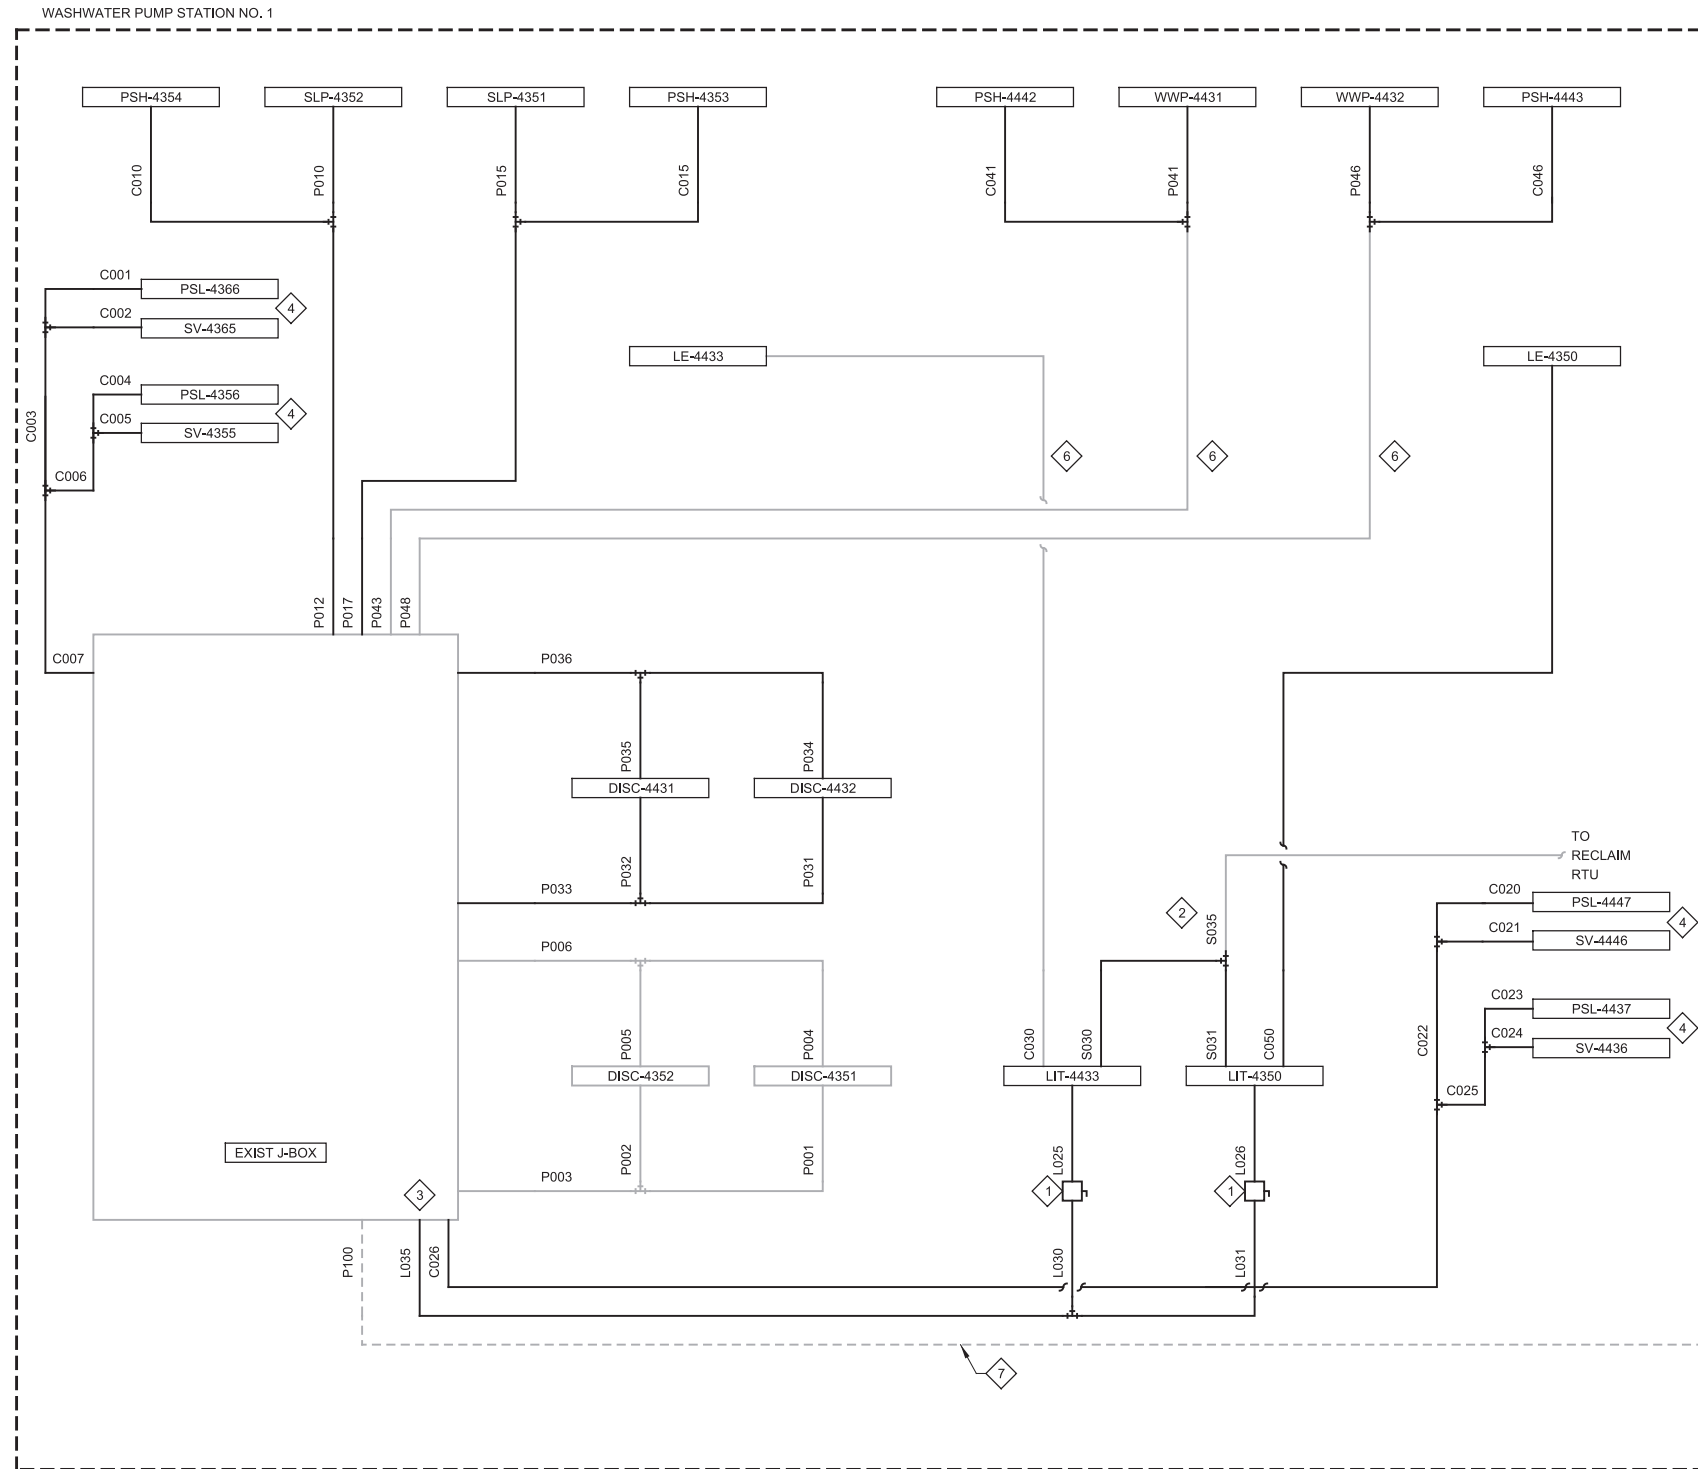 WASHWATER PUMP STATION NO. 1
PSH-4354
SLP-4352
SLP-4351
PSH-4353
PSH-4442
WWP-4431
WWP-4432
PSH-4443
C010
P010
P015
C015
C041
P041
P046
C046
C001
PSL-4366
4
C002
SV-4365
LE-4433
LE-4350
C004
PSL-4356
4
C005
SV-4355
C003
6
6
6
C006
P012
P017
P043
P048
C007
P036
P035
P034
DISC-4431
DISC-4432
P032
P031
P033
TO
RECLAIM
RTU
C020
PSL-4447
2
S035
4
C021
SV-4446
P006
C023
PSL-4437
4
C024
SV-4436
P005
P004
C030
S030
S031
C050
C022
DISC-4352
DISC-4351
LIT-4433
LIT-4350
C025
EXIST J-BOX
P002
P001
L025
L026
P003
3
1
1
P100
L035
C026
L030
L031
7